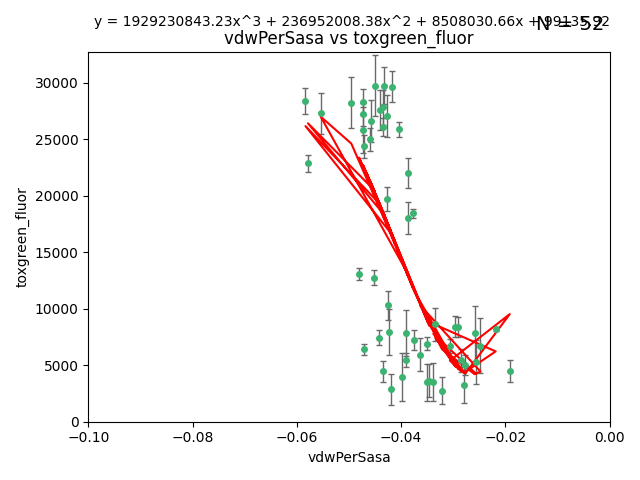 y = 1929230843.23x^3 + 236952008.38x^2 + 8508030.66x +
N = 52
vdwPerSasa vs toxgreen_fluor
30000
25000
20000
15000
10000
5000
0
toxgreen_fluor
−0.10 −0.08 −0.06 −0.04 −0.02 0.00
vdwPerSasa